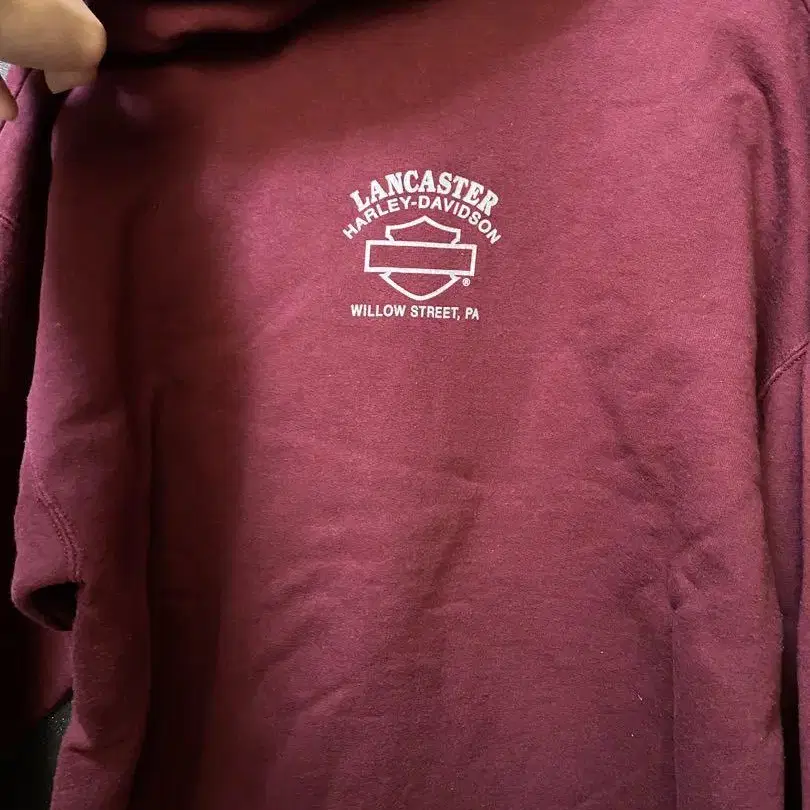 LANCASTER
HARLEY-DAVIDSON
®
WILLOW STREET, PA